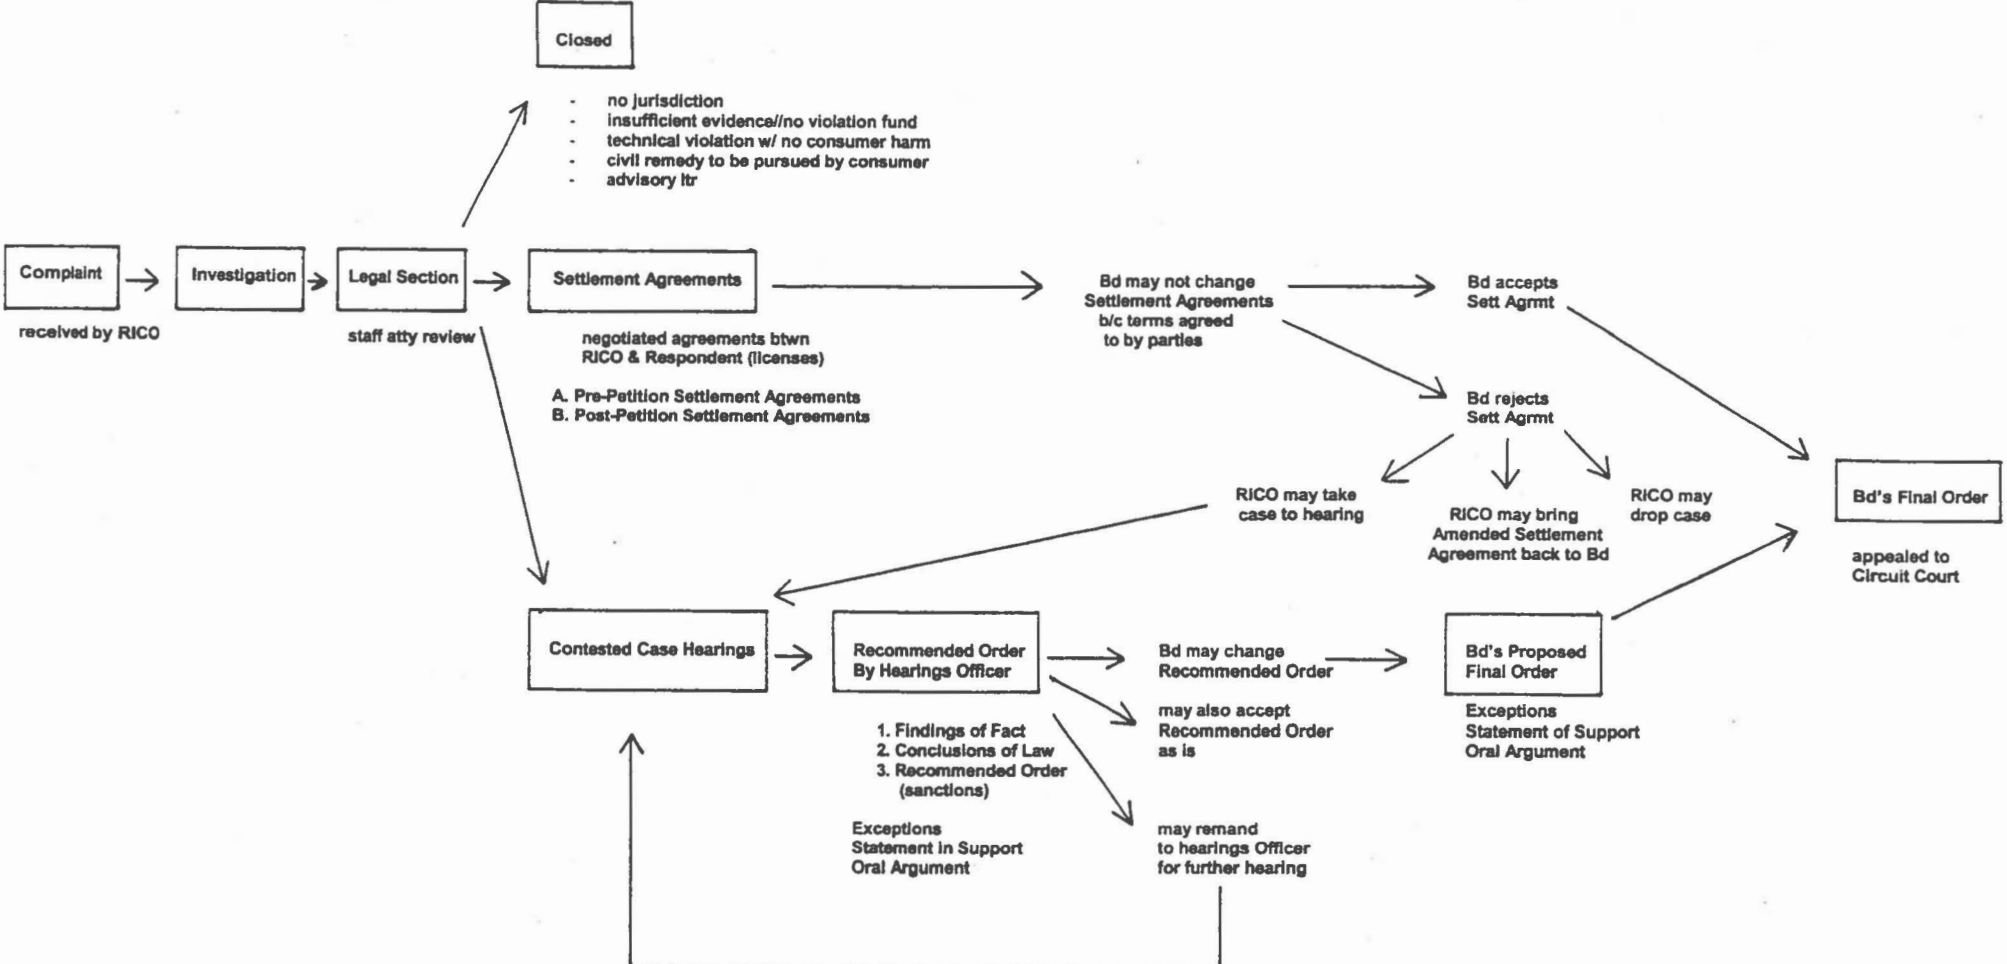 Closed
- no jurisdiction
- insufficient evidence//no violation fund
- technical violation w/ no consumer harm
- civil remedy to be pursued by consumer
- advisory ltr
Complaint
received by RICO
Investigation
Legal Section
staff atty review
Settlement Agreements
negotiated agreements btwn
RICO & Respondent (licenses)
A. Pre-Petition Settlement Agreements
B. Post-Petition Settlement Agreements
Bd may not change
Settlement Agreements
b/c terms agreed
to by parties
Bd accepts
Sett Agrmt
Bd rejects
Sett Agrmt
RICO may take
case to hearing
RICO may bring
Amended Settlement
Agreement back to Bd
RICO may
drop case
Bd's Final Order
appealed to
Circuit Court
Contested Case Hearings
Recommended Order
By Hearings Officer
1. Findings of Fact
2. Conclusions of Law
3. Recommended Order
(sanctions)
Exceptions
Statement in Support
Oral Argument
Bd may change
Recommended Order
may also accept
Recommended Order
as is
may remand
to hearings Officer
for further hearing
Bd's Proposed
Final Order
Exceptions
Statement of Support
Oral Argument